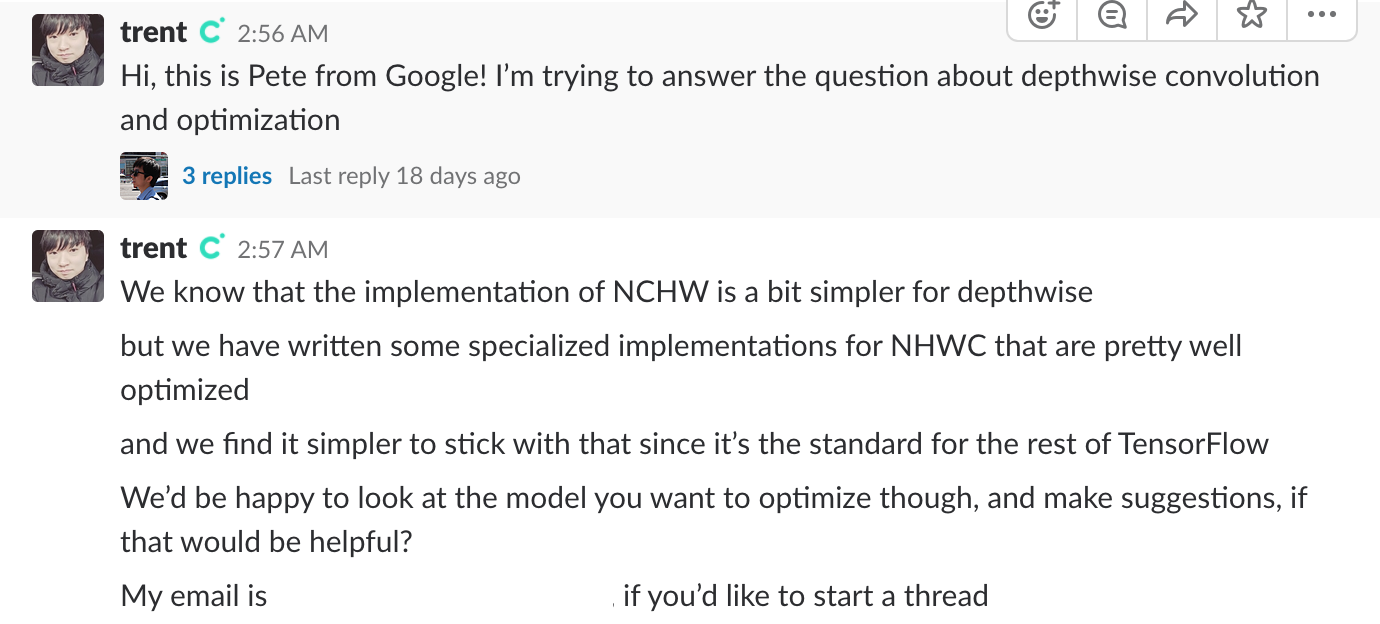 trent 2:56 AM
Hi, this is Pete from Google! I’m trying to answer the question about depthwise convolution
and optimization
3 replies Last reply 18 days ago
trent 2:57 AM
We know that the implementation of NCHW is a bit simpler for depthwise
but we have written some specialized implementations for NHWC that are pretty well
optimized
and we find it simpler to stick with that since it’s the standard for the rest of TensorFlow
We’d be happy to look at the model you want to optimize though, and make suggestions, if
that would be helpful?
My email is , if you’d like to start a thread